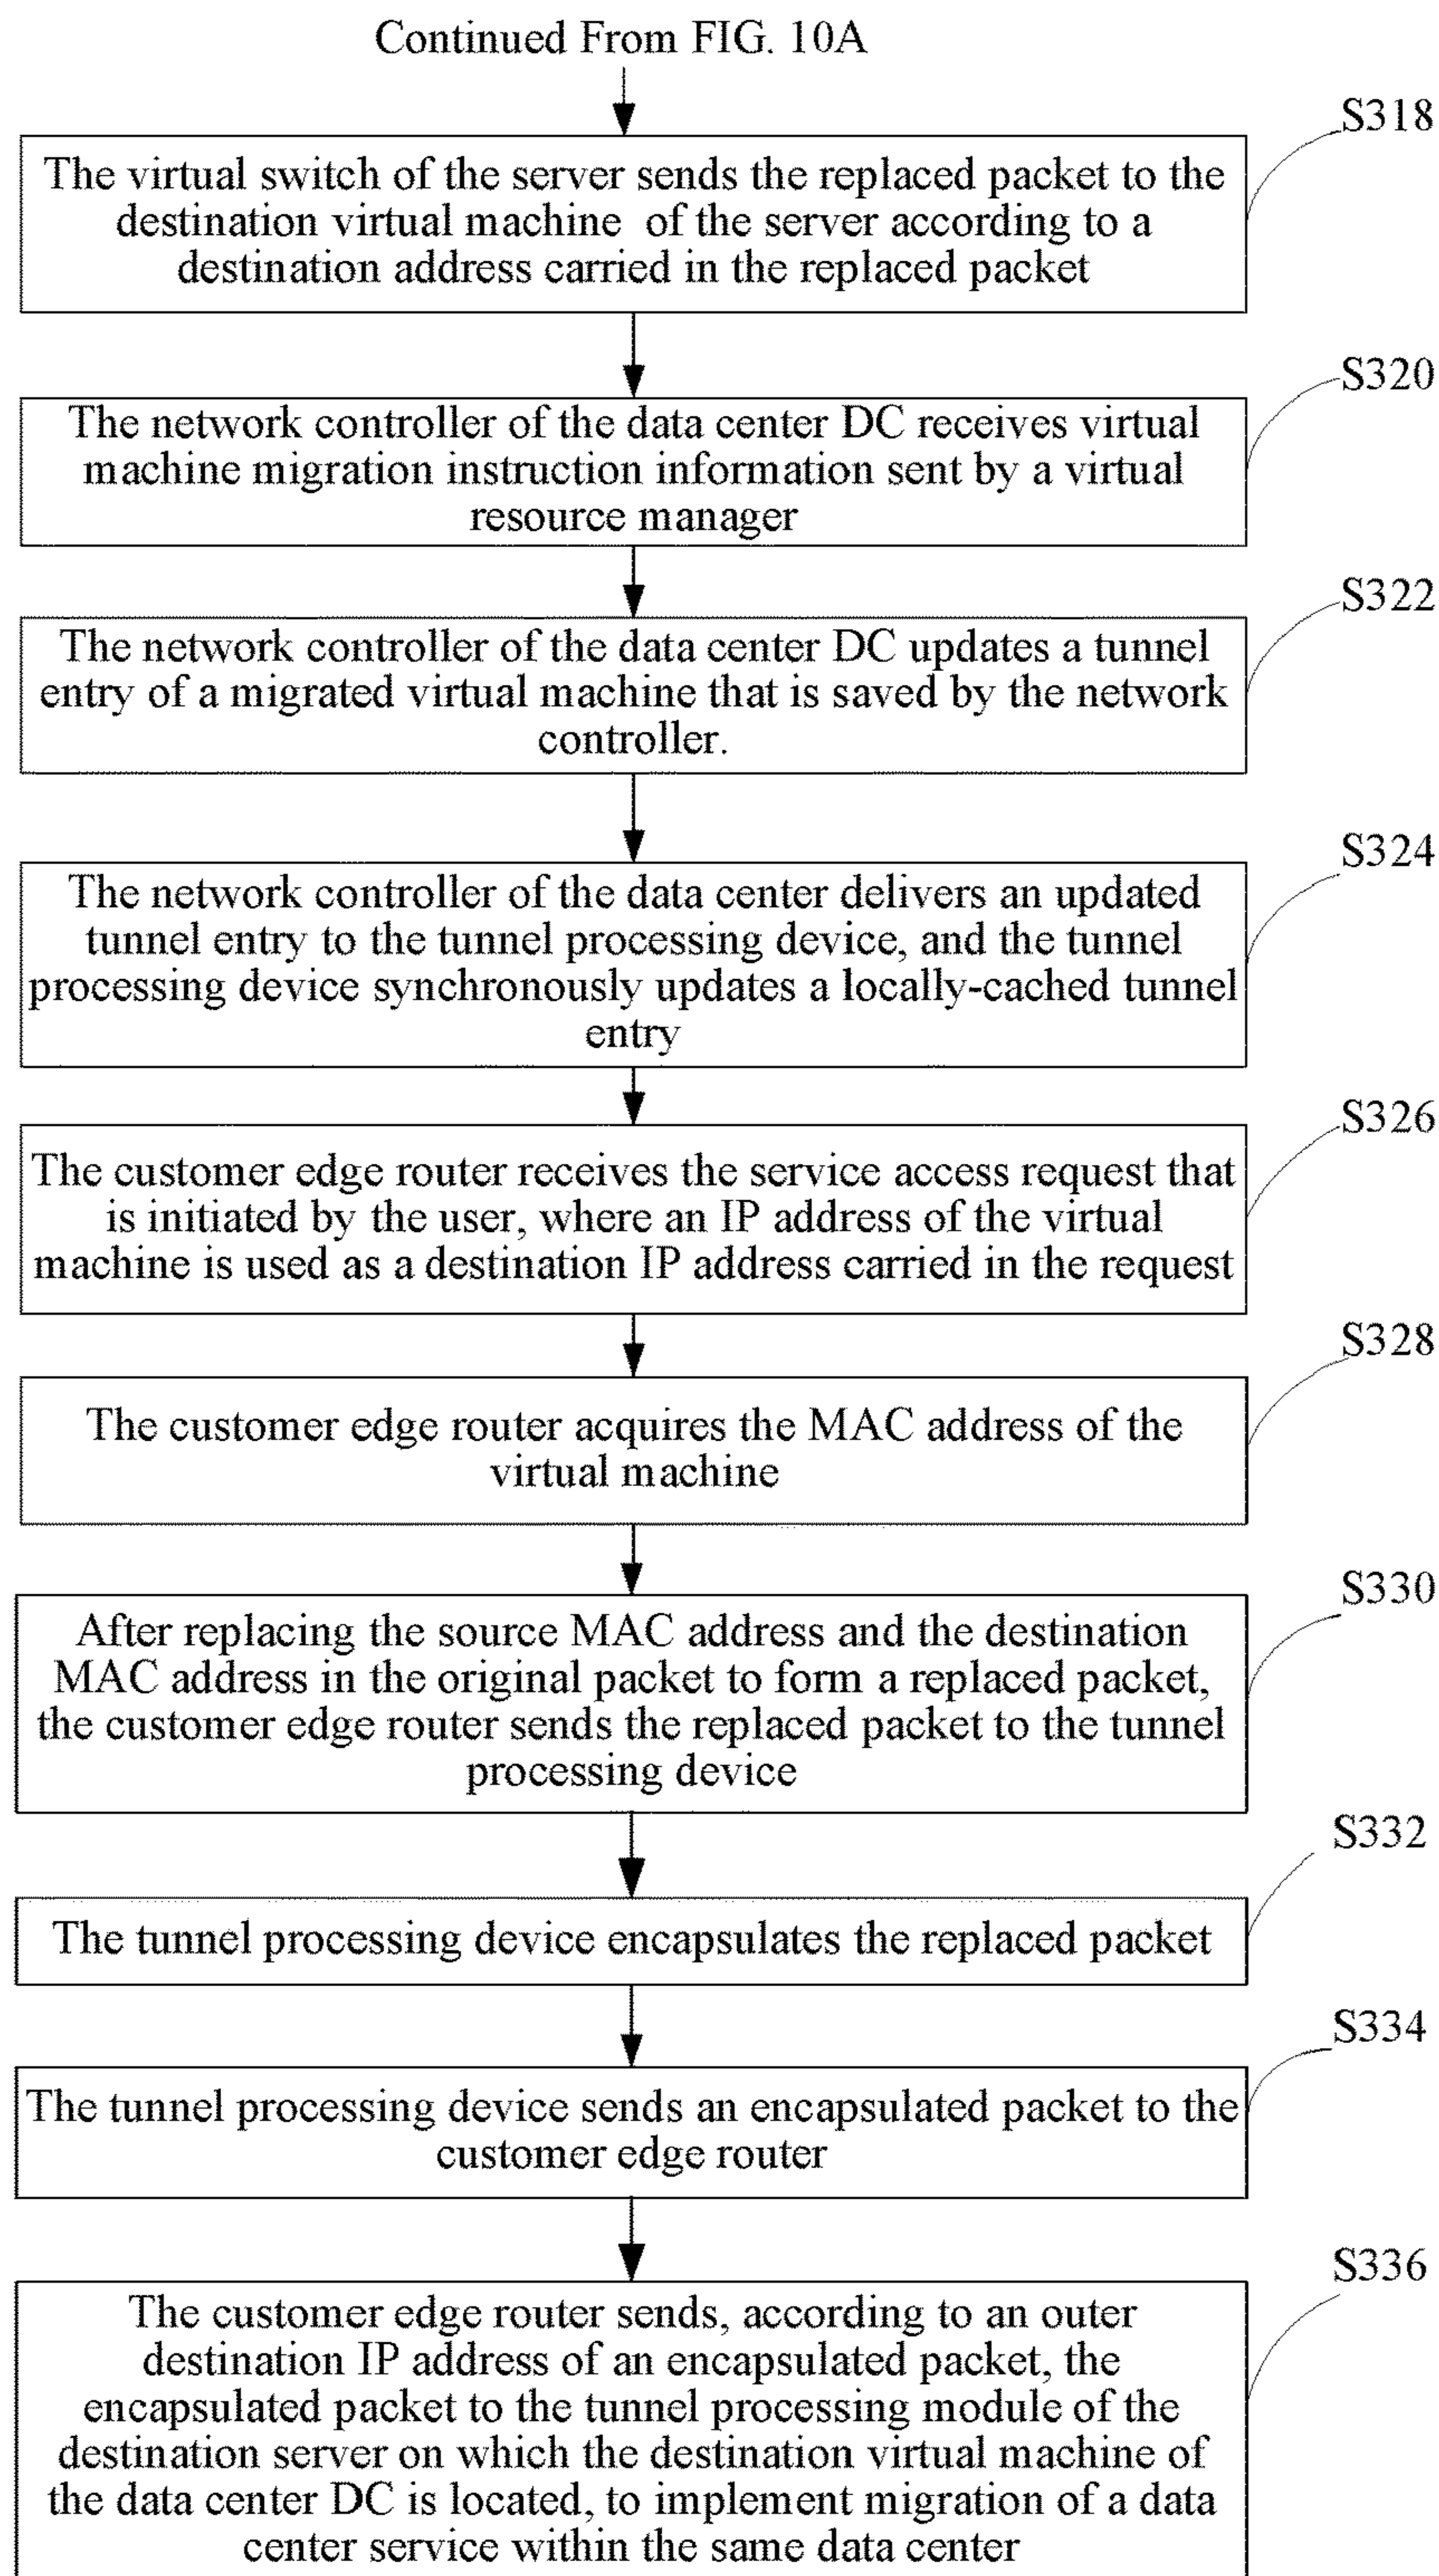 Continued From FIG. 10A
S318
The virtual switch of the server sends the replaced packet to the
destination virtual machine of the server according to a
destination address carried in the replaced packet
S320
The network controller of the data center DC receives virtual
machine migration instruction information sent by a virtual
resource manager
S322
The network controller of the data center DC updates a tunnel
entry of a migrated virtual machine that is saved by the network
controller.
S324
The network controller of the data center delivers an updated
tunnel entry to the tunnel processing device, and the tunnel
processing device synchronously updates a locally-cached tunnel
entry
S326
The customer edge router receives the service access request that
is initiated by the user, where an IP address of the virtual
machine is used as a destination IP address carried in the request
S328
The customer edge router acquires the MAC address of the
virtual machine
S330
After replacing the source MAC address and the destination
MAC address in the original packet to form a replaced packet,
the customer edge router sends the replaced packet to the tunnel
processing device
S332
The tunnel processing device encapsulates the replaced packet
S334
The tunnel processing device sends an encapsulated packet to the
customer edge router
S336
The customer edge router sends, according to an outer
destination IP address of an encapsulated packet, the
encapsulated packet to the tunnel processing module of the
destination server on which the destination virtual machine of
the data center DC is located, to implement migration of a data
center service within the same data center